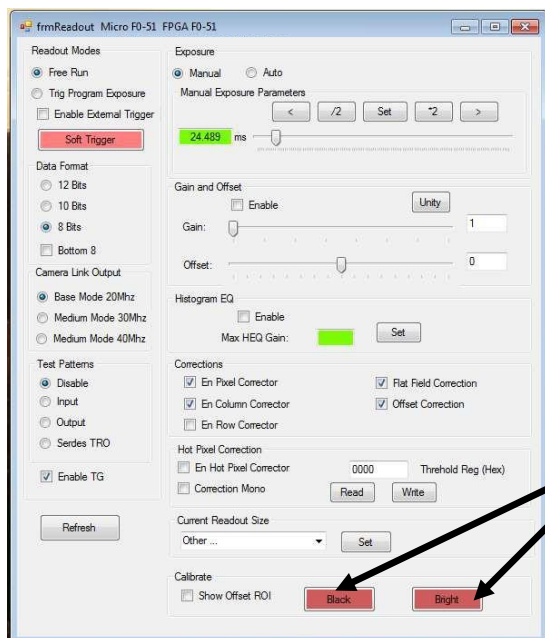 frmReadout Micro F0-51 FPGA F0-51
Readout Modes
Free Run
Trig Program Exposure
Enable External Trigger
Soft Trigger
Data Format
12 Bits
10 Bits
8 Bits
Bottom 8
Camera Link Output
Base Mode 20Mhz
Medium Mode 30Mhz
Medium Mode 40Mhz
Test Patterns
Disable
Input
Output
Serdes TRO
Enable TG
Refresh
Exposure
Manual Auto
Manual Exposure Parameters
< /2 Set *2 >
24.489 ms
Gain and Offset
Enable Unity
Gain: 1
Offset: 0
Histogram EQ
Enable
Max HEQ Gain: Set
Corrections
En Pixel Corrector Flat Field Correction
En Column Corrector Offset Correction
En Row Corrector
Hot Pixel Correction
En Hot Pixel Corrector 0000 Threhold Reg (Hex)
Correction Mono Read Write
Current Readout Size
Other ... Set
Calibrate
Show Offset ROI Black Bright